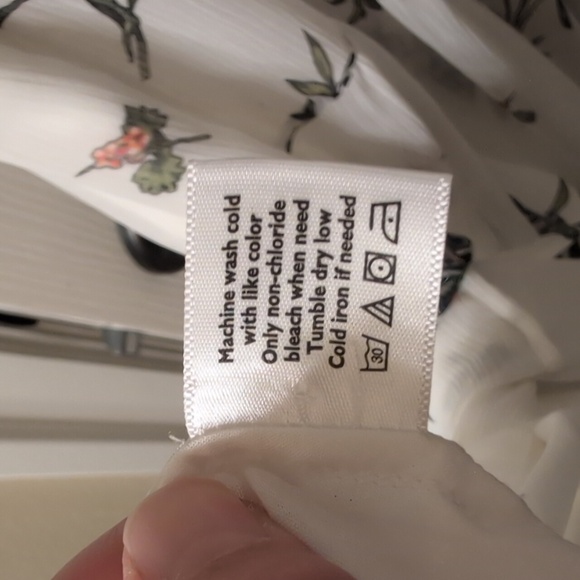 Machine wash cold
with like color
Only non-chloride
bleach when need
Tumble dry low
Cold iron if needed
30